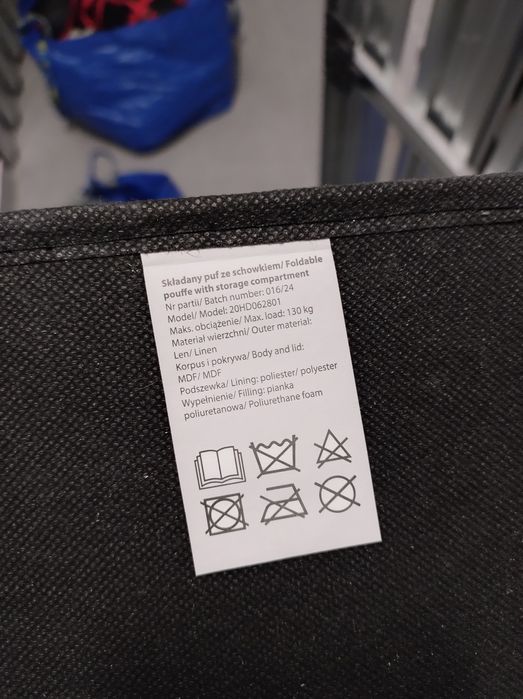 Składany puf ze schowkiem/ Foldable
pouffe with storage compartment
Nr partii/ Batch number: 016/24
Model/ Model: 20HD062801
Maks. obciążenie/ Max. load: 130 kg
Materiał wierzchni/ Outer material:
Len/ Linen
Korpus i pokrywa/ Body and lid:
MDF/ MDF
Podszewka/ Lining: poliester/ polyester
Wypełnienie/ Filling: pianka
poliuretanowa/ Poliurethane foam